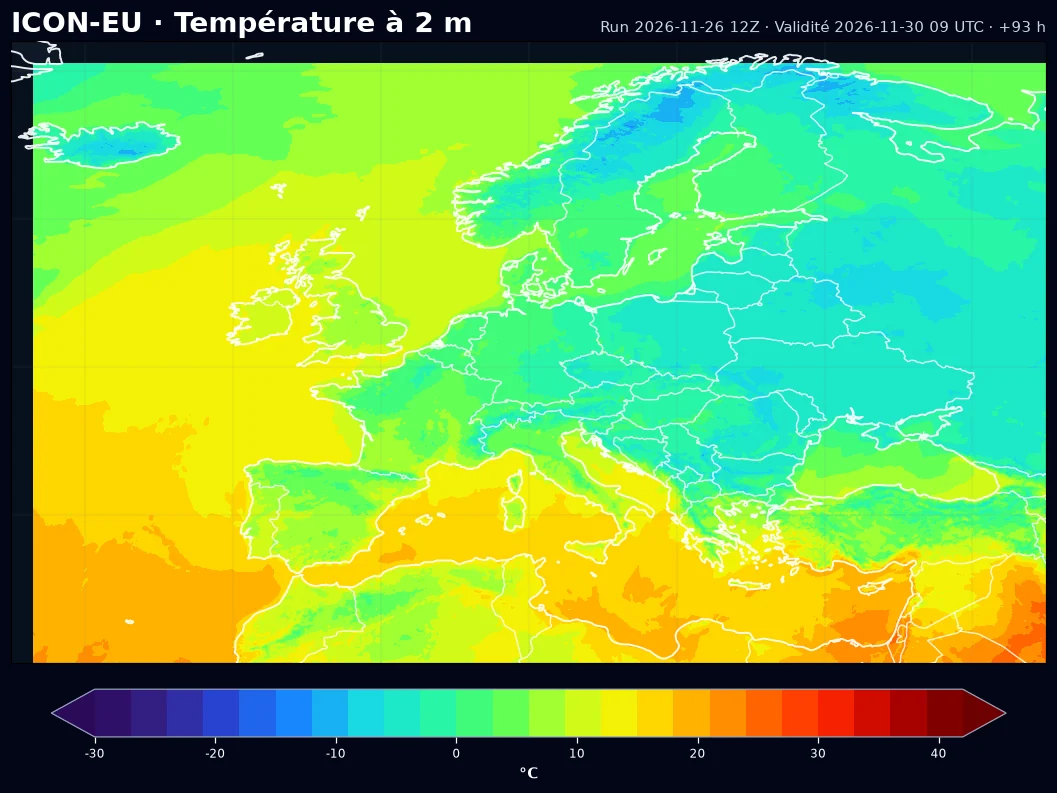 ICON-EU · Température à 2 m
Run 2026-11-26 12Z · Validité 2026-11-30 09 UTC · +93 h
-30 -20 -10 0 10 20 30 40
°C